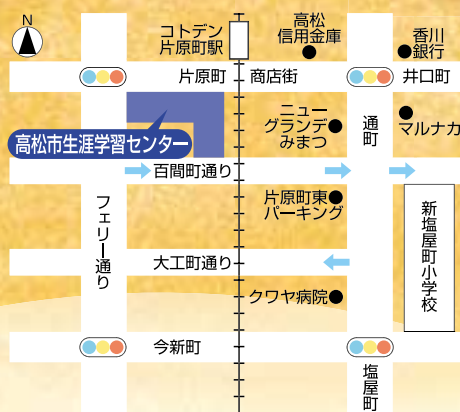 N
コトデン
片原町駅
高松
信用金庫
香川
銀行
片原町
商店街
井口町
高松市生涯学習センター
ニュー
グランデ
みまつ
通町
マルナカ
百間町通り
フェリー通り
片原町東
パーキング
新塩屋町小学校
大工町通り
クワヤ病院
今新町
塩屋町